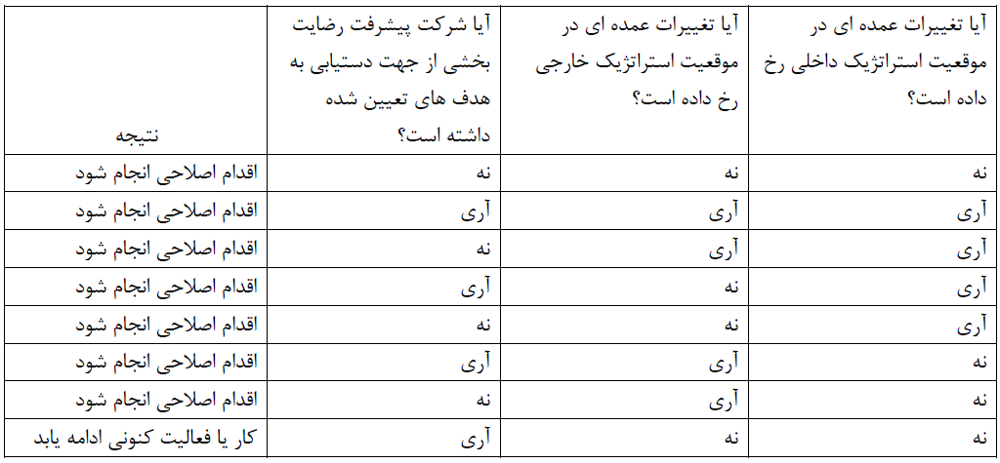 آیا تغییرات عمده ای در
موقعیت استراتژیک داخلی رخ
داده است؟
آیا تغییرات عمده ای در
موقعیت استراتژیک خارجی
رخ داده است؟
آیا شرکت پیشرفت رضایت
بخشی از جهت دستیابی به
هدف های تعیین شده
داشته است؟
نتیجه
نه نه نه اقدام اصلاحی انجام شود
آری آری آری اقدام اصلاحی انجام شود
آری آری نه اقدام اصلاحی انجام شود
آری نه آری اقدام اصلاحی انجام شود
آری نه نه اقدام اصلاحی انجام شود
نه آری آری اقدام اصلاحی انجام شود
نه آری نه اقدام اصلاحی انجام شود
نه نه آری کار یا فعالیت کنونی ادامه یابد